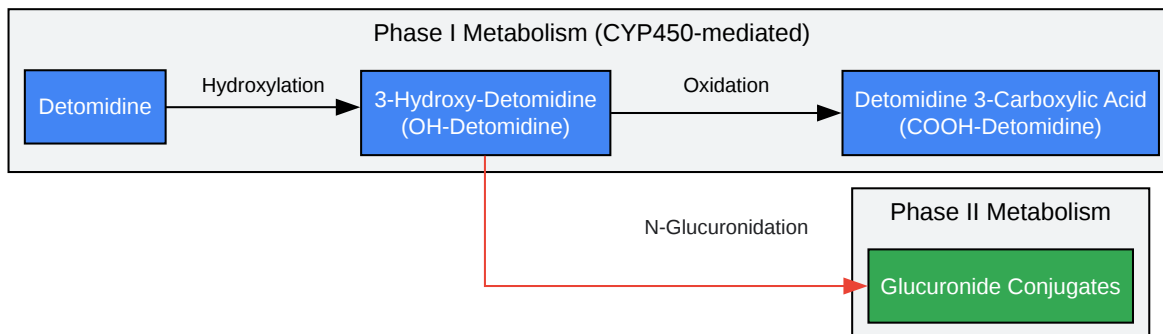 Phase I Metabolism (CYP450-mediated)
Detomidine
Hydroxylation
3-Hydroxy-Detomidine
(OH-Detomidine)
Oxidation
Detomidine 3-Carboxylic Acid
(COOH-Detomidine)
N-Glucuronidation
Phase II Metabolism
Glucuronide Conjugates